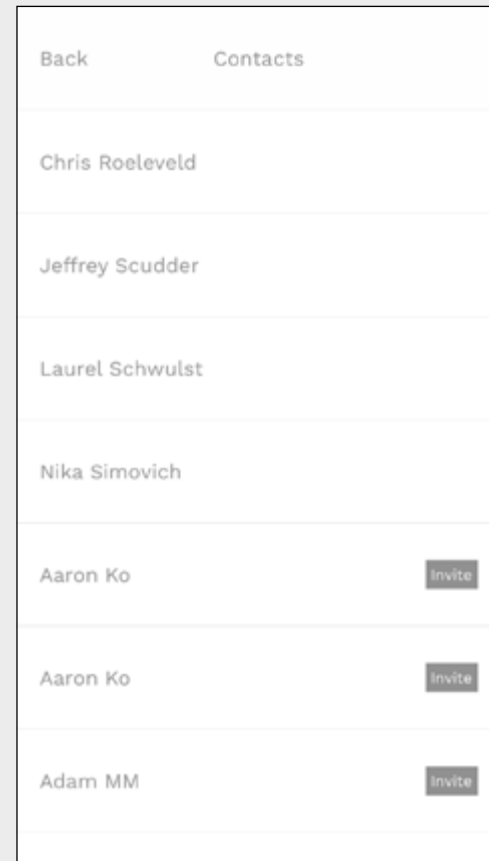 Back Contacts
Chris Roeleveld
Jeffrey Scudder
Laurel Schwulst
Nika Simovich
Aaron Ko Invite
Aaron Ko Invite
Adam MM Invite